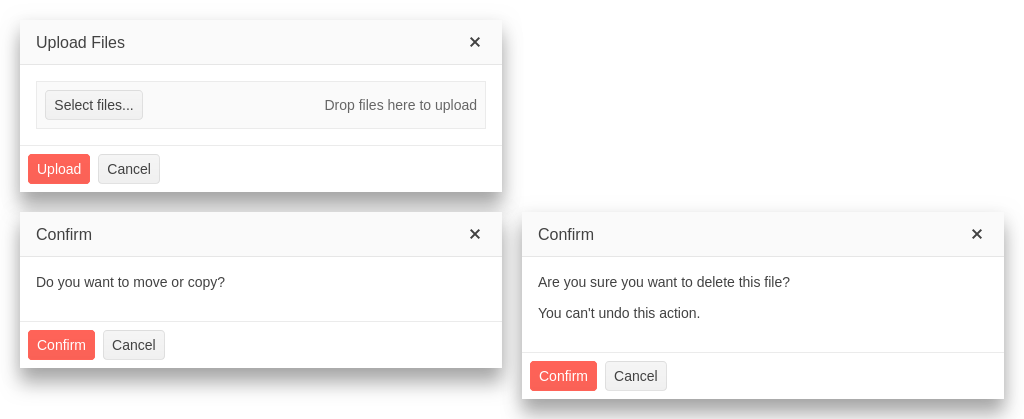 Upload Files
Select files...
Drop files here to upload
Upload
Cancel
Confirm
Do you want to move or copy?
Confirm
Cancel
Confirm
Are you sure you want to delete this file?
You can't undo this action.
Confirm
Cancel